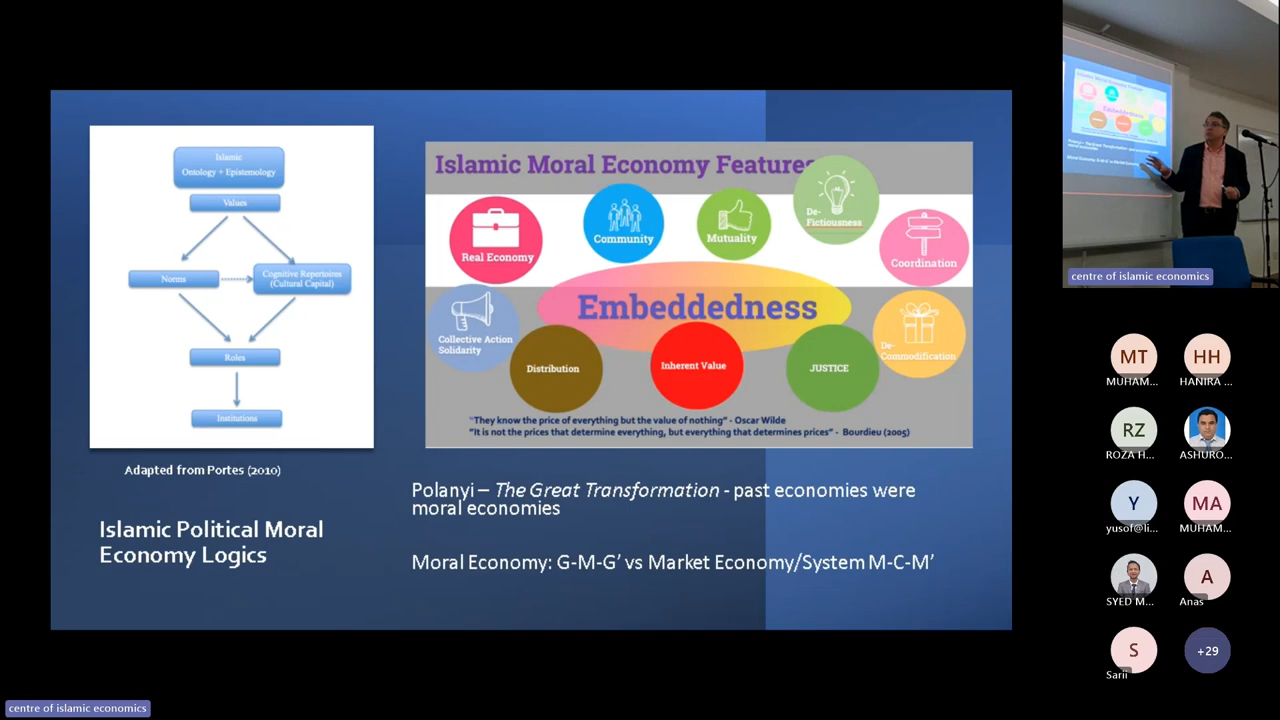 Islamic
Ontology + Epistemology
Values
Norms
Cognitive Repertoires
(Cultural Capital)
Roles
Institutions
Adapted from Portes (2010)
Islamic Political Moral
Economy Logics
Islamic Moral Economy Features
Real Economy
Community
Mutuality
De-
Fictiousness
Coordination
Embeddedness
Collective Action
Solidarity
Distribution
Inherent Value
JUSTICE
De-
Commodification
"They know the price of everything but the value of nothing" - Oscar Wilde
"It is not the prices that determine everything, but everything that determines prices" - Bourdieu (2005)
Polanyi – The Great Transformation - past economies were
moral economies
Moral Economy: G-M-G’ vs Market Economy/System M-C-M’
centre of islamic economics
MT
MUHAM...
HH
HANIRA ...
RZ
ROZA H...
ASHURO...
Y
yusof@li...
MA
MUHAM...
SYED M...
A
Anas
S
Sarii
+29
centre of islamic economics